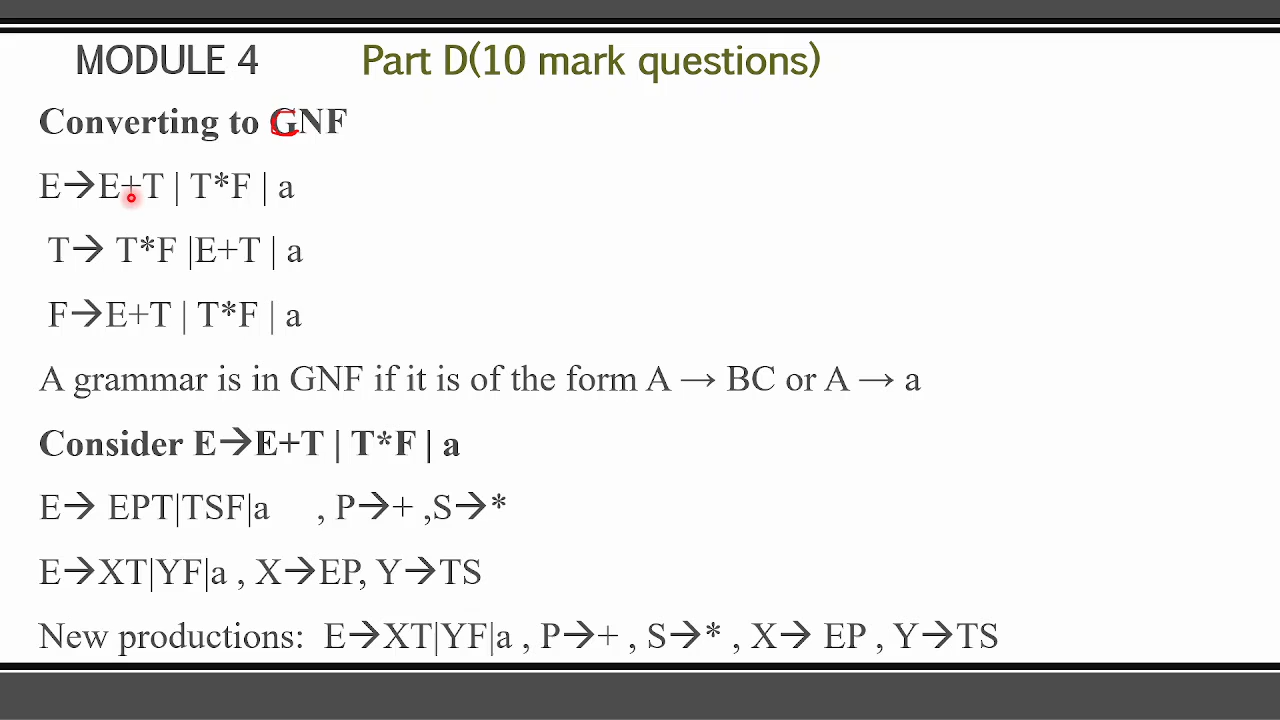 MODULE 4 Part D(10 mark questions)
Converting to GNF
E→E+T | T*F | a
T→ T*F |E+T | a
F→E+T | T*F | a
A grammar is in GNF if it is of the form A → BC or A → a
Consider E→E+T | T*F | a
E→ EPT|TSF|a , P→+ ,S→*
E→XT|YF|a , X→EP, Y→TS
New productions: E→XT|YF|a , P→+ , S→* , X→ EP , Y→TS